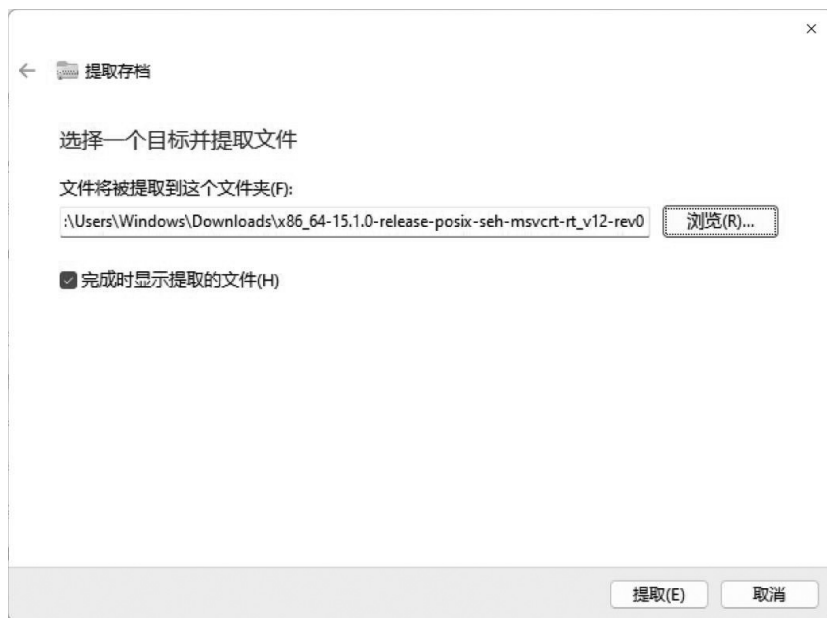 提取存档
选择一个目标并提取文件
文件将被提取到这个文件夹(F):
:\Users\Windows\Downloads\x86_64-15.1.0-release-posix-seh-msvcrt-rt_v12-rev0
浏览(R)...
完成时显示提取的文件(H)
提取(E)
取消